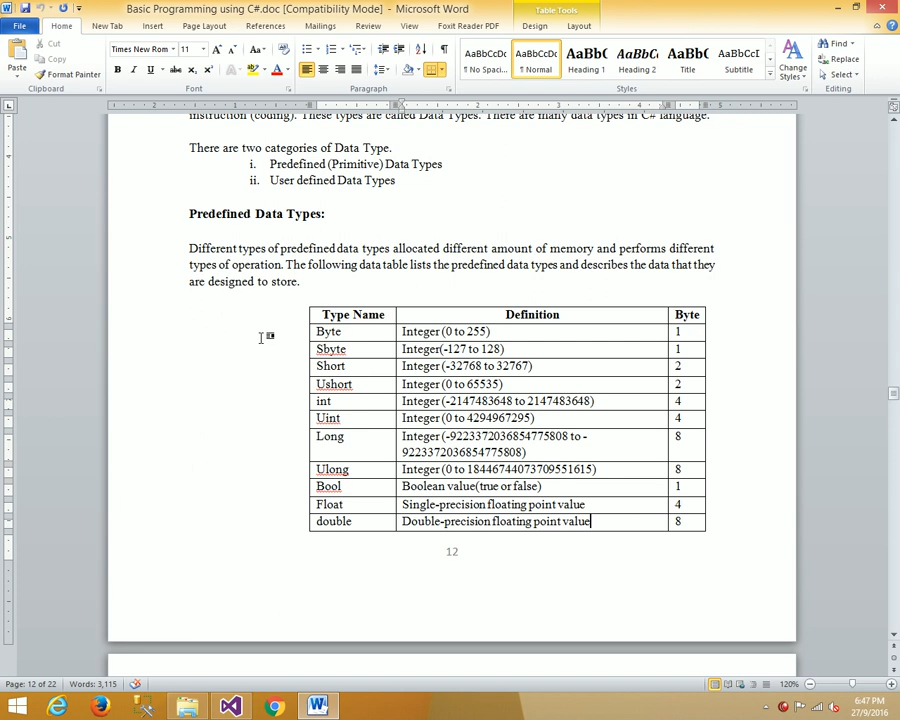 Basic Programming using C#.doc [Compatibility Mode] - Microsoft Word
Table Tools
File Home New Tab Insert Page Layout References Mailings Review View Foxit Reader PDF Design Layout
Paste
Cut
Copy
Format Painter
Clipboard
Times New Rom 11
Font
Paragraph
AaBbCcDc AaBbCcDc AaBbC AaBbCc AaBbC AaBbCcI
¶ No Spaci... ¶ Normal Heading 1 Heading 2 Title Subtitle
Change
Styles
Styles
Find
Replace
Select
Editing
instruction (coding). These types are called Data Types. There are many data types in C# language.
There are two categories of Data Type.
i. Predefined (Primitive) Data Types
ii. User defined Data Types
Predefined Data Types:
Different types of predefined data types allocated different amount of memory and performs different
types of operation. The following data table lists the predefined data types and describes the data that they
are designed to store.
Type Name Definition Byte
Byte Integer (0 to 255) 1
Sbyte Integer(-127 to 128) 1
Short Integer (-32768 to 32767) 2
Ushort Integer (0 to 65535) 2
int Integer (-2147483648 to 2147483648) 4
Uint Integer (0 to 4294967295) 4
Long Integer (-9223372036854775808 to - 8
9223372036854775808)
Ulong Integer (0 to 18446744073709551615) 8
Bool Boolean value(true or false) 1
Float Single-precision floating point value 4
double Double-precision floating point value 8
12
Page: 12 of 22 Words: 3,115 120%
6:47 PM
27/9/2016